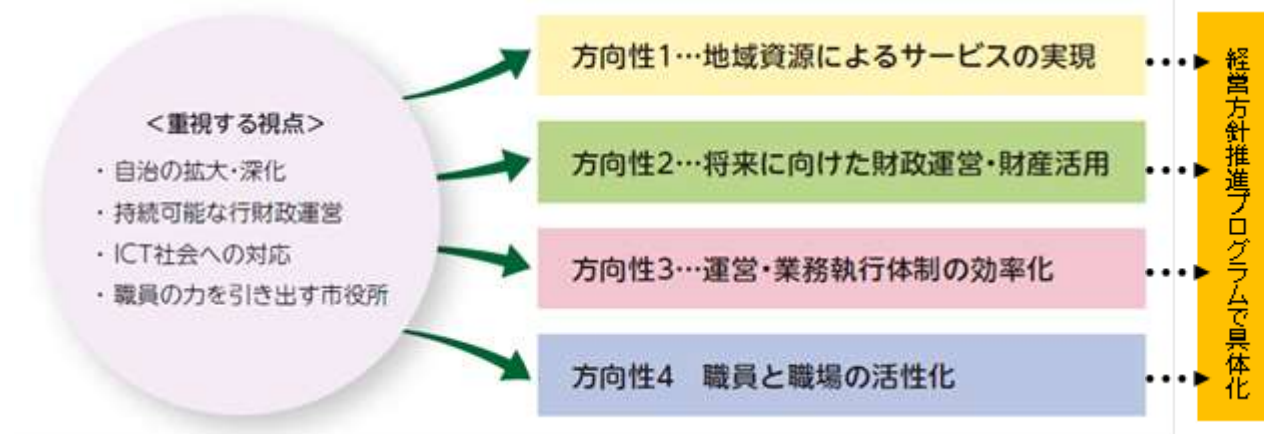 <重視する視点>
・自治の拡大・深化
・持続可能な行財政運営
・ICT社会への対応
・職員の力を引き出す市役所
方向性1…地域資源によるサービスの実現
方向性2…将来に向けた財政運営・財産活用
方向性3…運営・業務執行体制の効率化
方向性4　職員と職場の活性化
経営方針推進プログラムで具体化